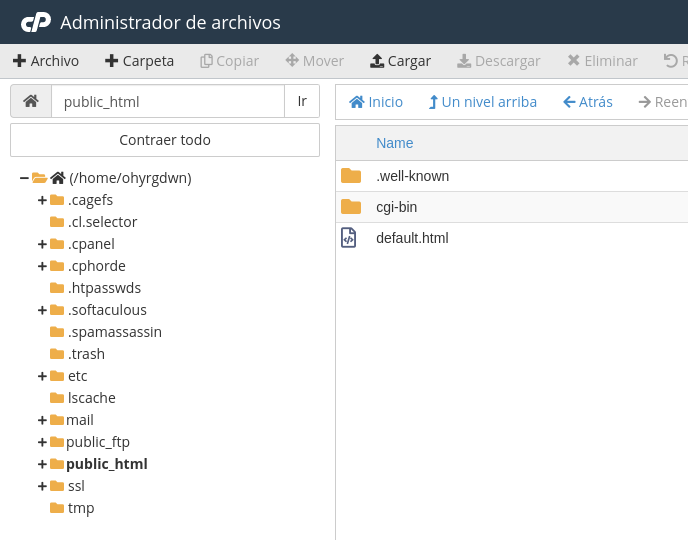 cP Administrador de archivos
Archivo Carpeta Copiar Mover Cargar Descargar Eliminar R
public_html Ir
Contraer todo
(/home/ohyrgdwn)
.cagefs
.cl.selector
.cpanel
.cphorde
.htpasswds
.softaculous
.spamassassin
.trash
etc
lscache
mail
public_ftp
public_html
ssl
tmp
Inicio Un nivel arriba Atrás Reen
Name
.well-known
cgi-bin
default.html